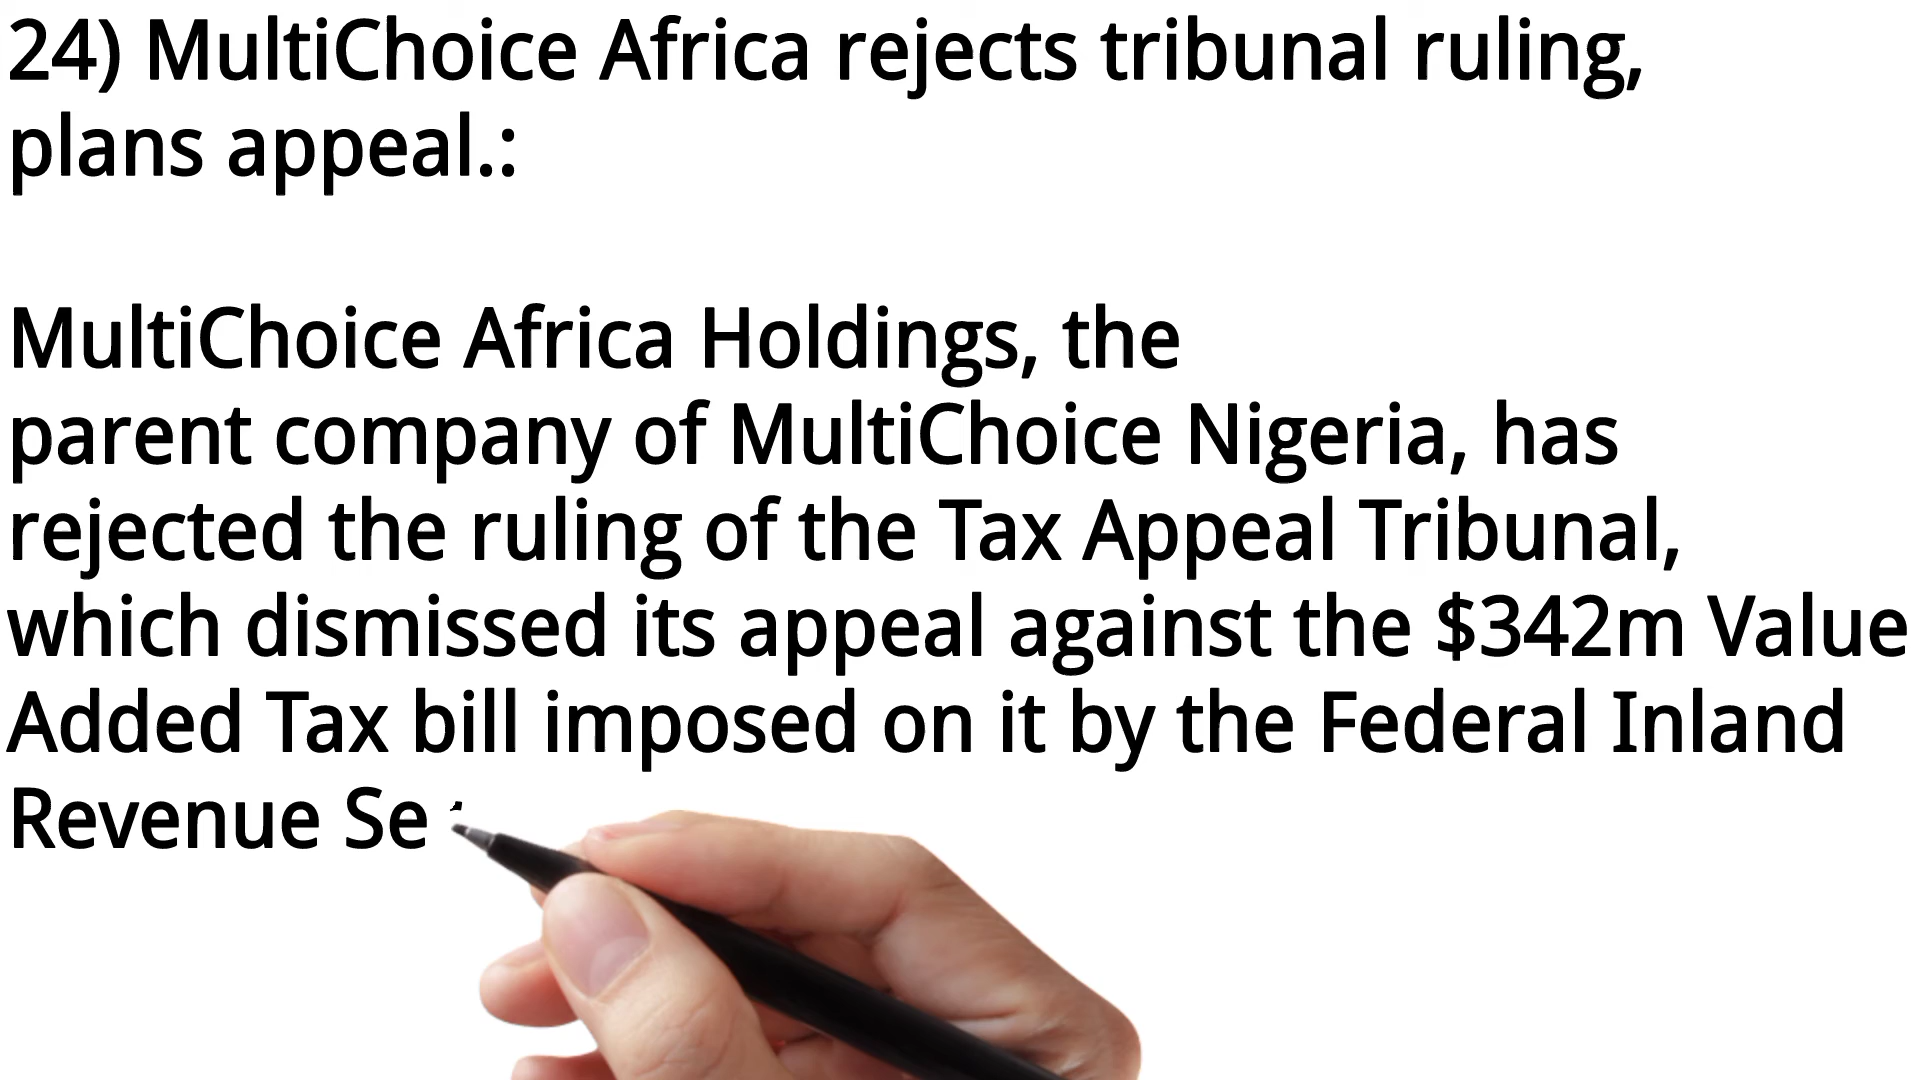 24) MultiChoice Africa rejects tribunal ruling,
plans appeal.:
MultiChoice Africa Holdings, the
parent company of MultiChoice Nigeria, has
rejected the ruling of the Tax Appeal Tribunal,
which dismissed its appeal against the $342m Value
Added Tax bill imposed on it by the Federal Inland
Revenue Se